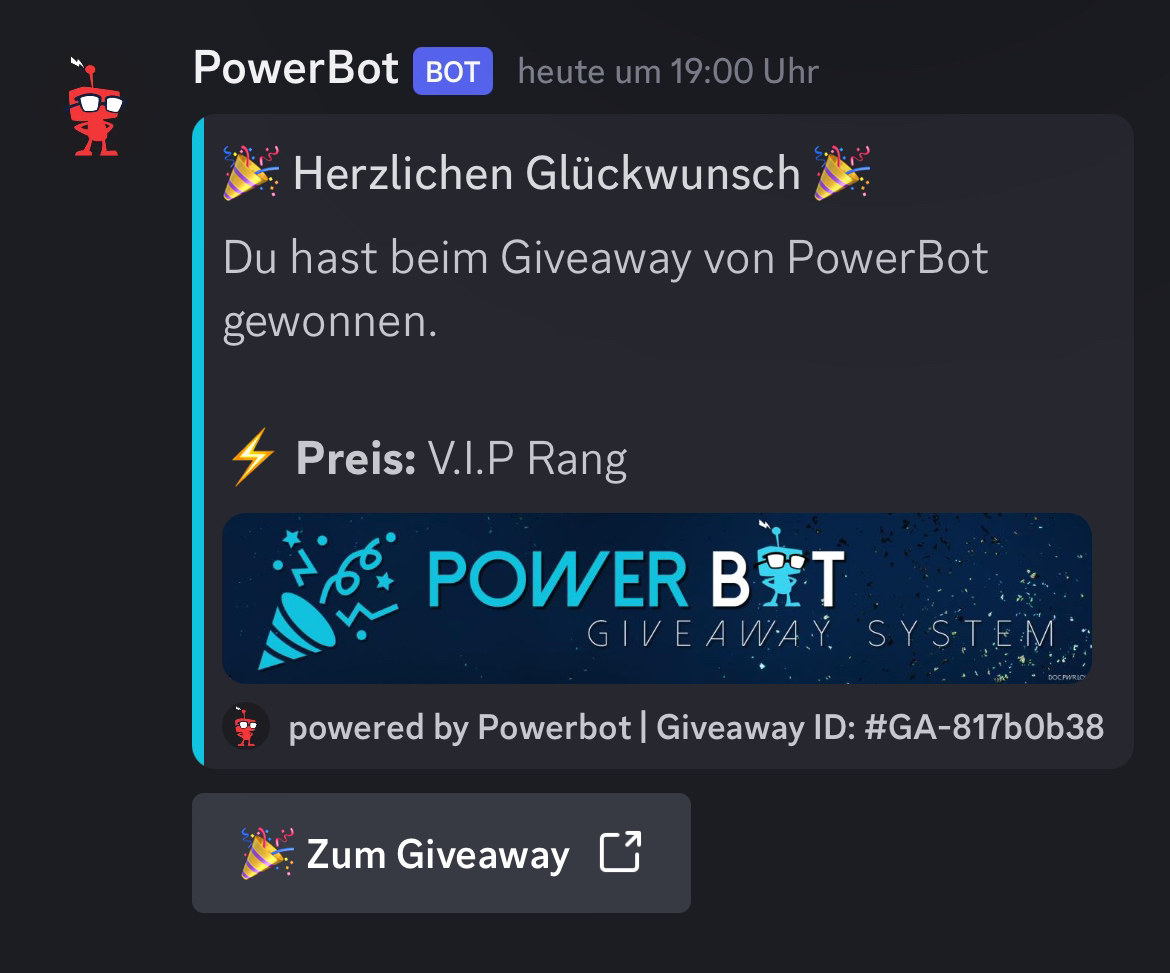 PowerBot BOT heute um 19:00 Uhr
🎉 Herzlichen Glückwunsch 🎉
Du hast beim Giveaway von PowerBot
gewonnen.
⚡ Preis: V.I.P Rang
POWER BOT
GIVEAWAY SYSTEM
powered by Powerbot | Giveaway ID: #GA-817b0b38
🎉 Zum Giveaway